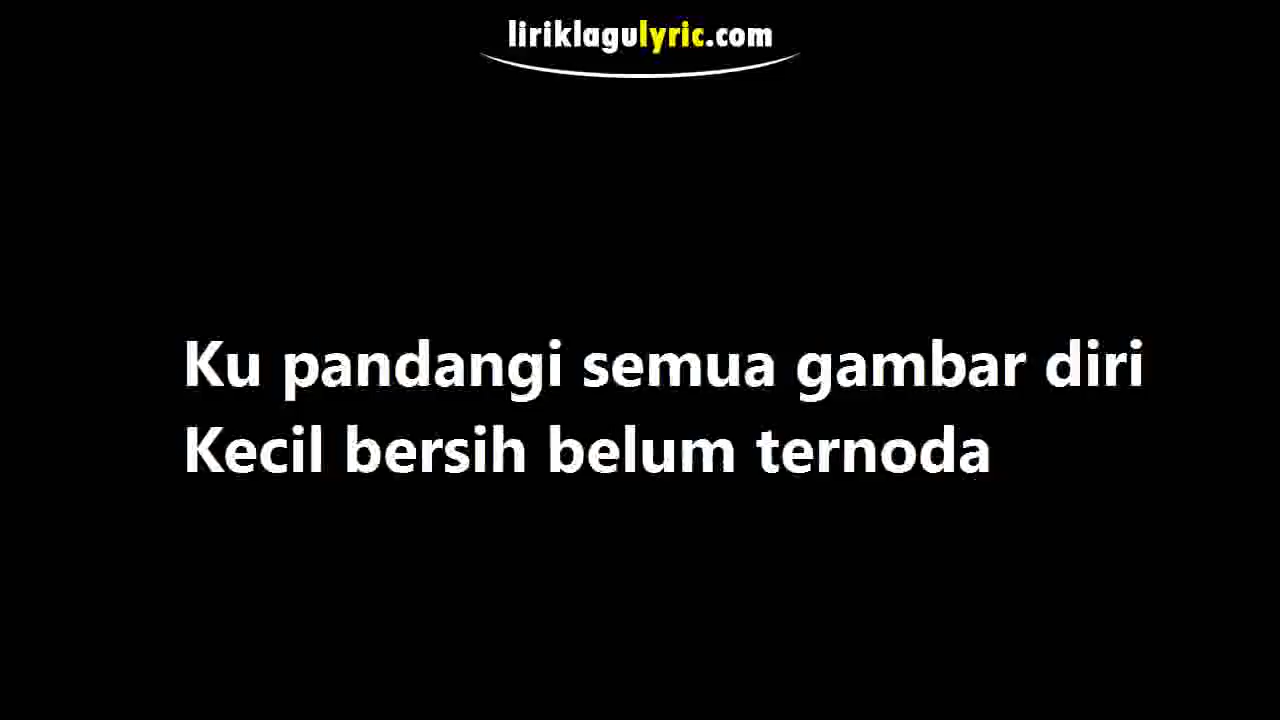 liriklagulyric.com
Ku pandangi semua gambar diri
Kecil bersih belum ternoda